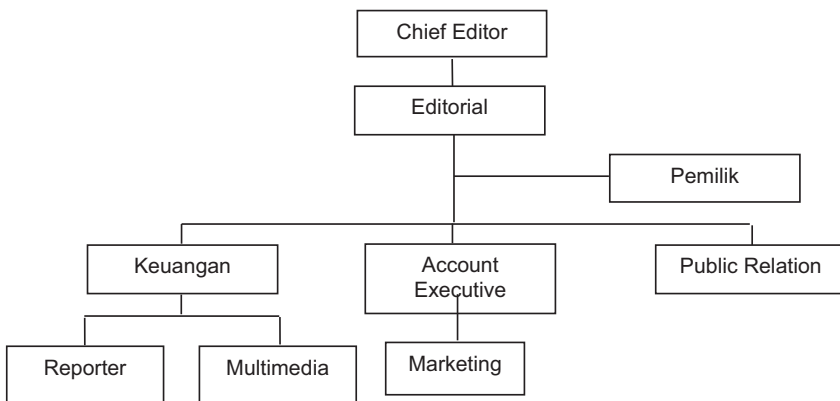 Chief Editor
Editorial
Pemilik
Keuangan
Account
Executive
Public Relation
Reporter
Multimedia
Marketing